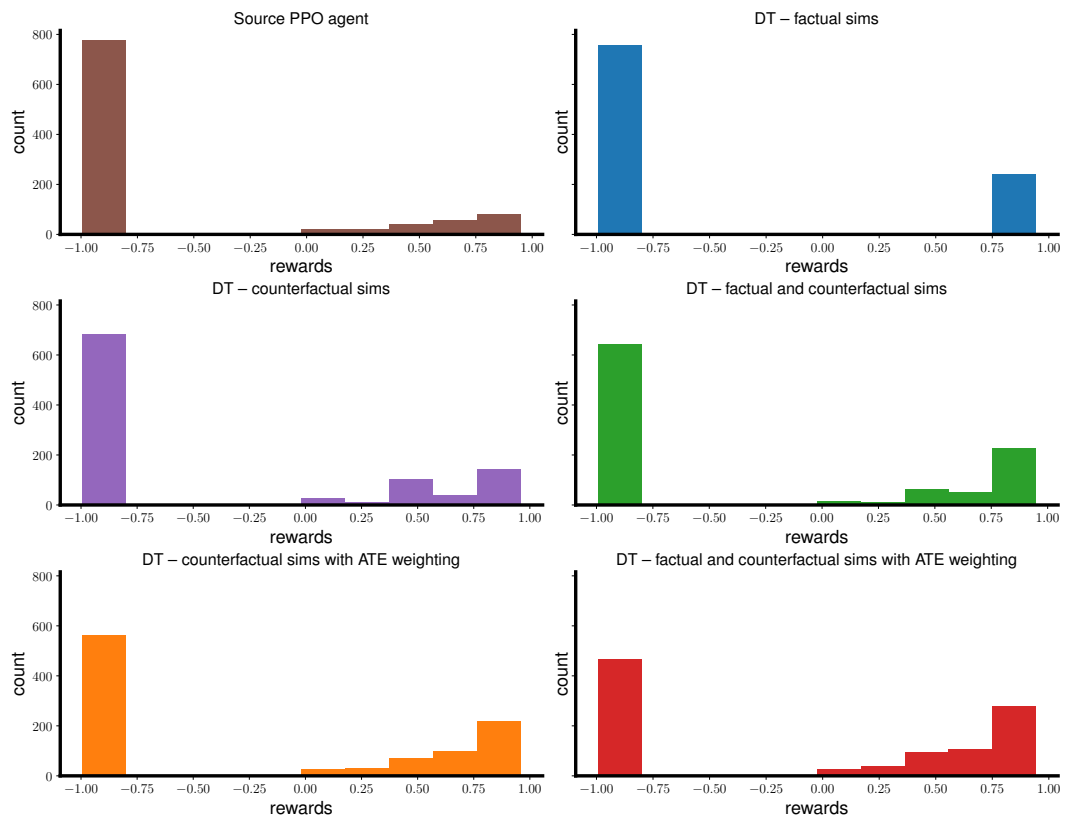 Source PPO agent
DT – factual sims
800
600
400
200
0
count
−1.00 −0.75 −0.50 −0.25 0.00 0.25 0.50 0.75 1.00
rewards
count
−1.00 −0.75 −0.50 −0.25 0.00 0.25 0.50 0.75 1.00
rewards
DT – counterfactual sims
DT – factual and counterfactual sims
800
600
400
200
0
count
−1.00 −0.75 −0.50 −0.25 0.00 0.25 0.50 0.75 1.00
rewards
count
−1.00 −0.75 −0.50 −0.25 0.00 0.25 0.50 0.75 1.00
rewards
DT – counterfactual sims with ATE weighting
DT – factual and counterfactual sims with ATE weighting
800
600
400
200
0
count
−1.00 −0.75 −0.50 −0.25 0.00 0.25 0.50 0.75 1.00
rewards
count
−1.00 −0.75 −0.50 −0.25 0.00 0.25 0.50 0.75 1.00
rewards